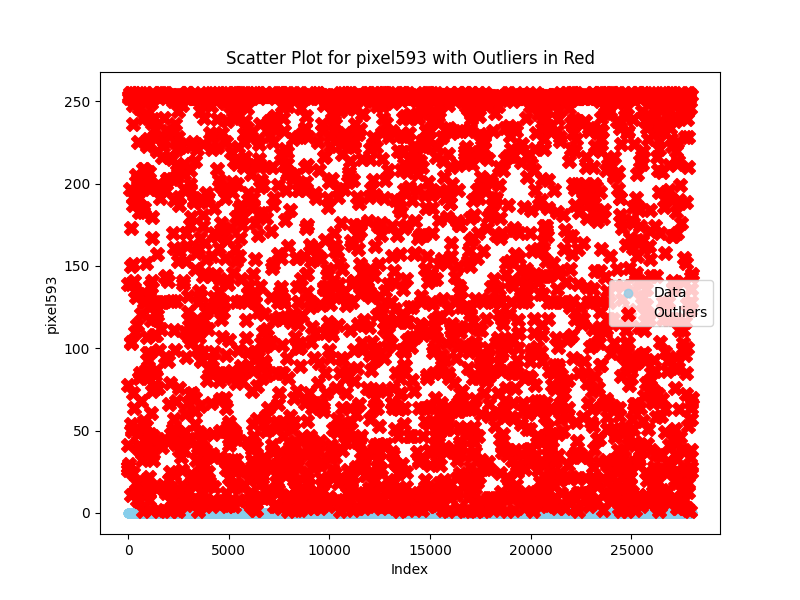 Scatter Plot for pixel593 with Outliers in Red
250
200
150
100
50
0
pixel593
Data
Outliers
0
5000
10000
15000
20000
25000
Index